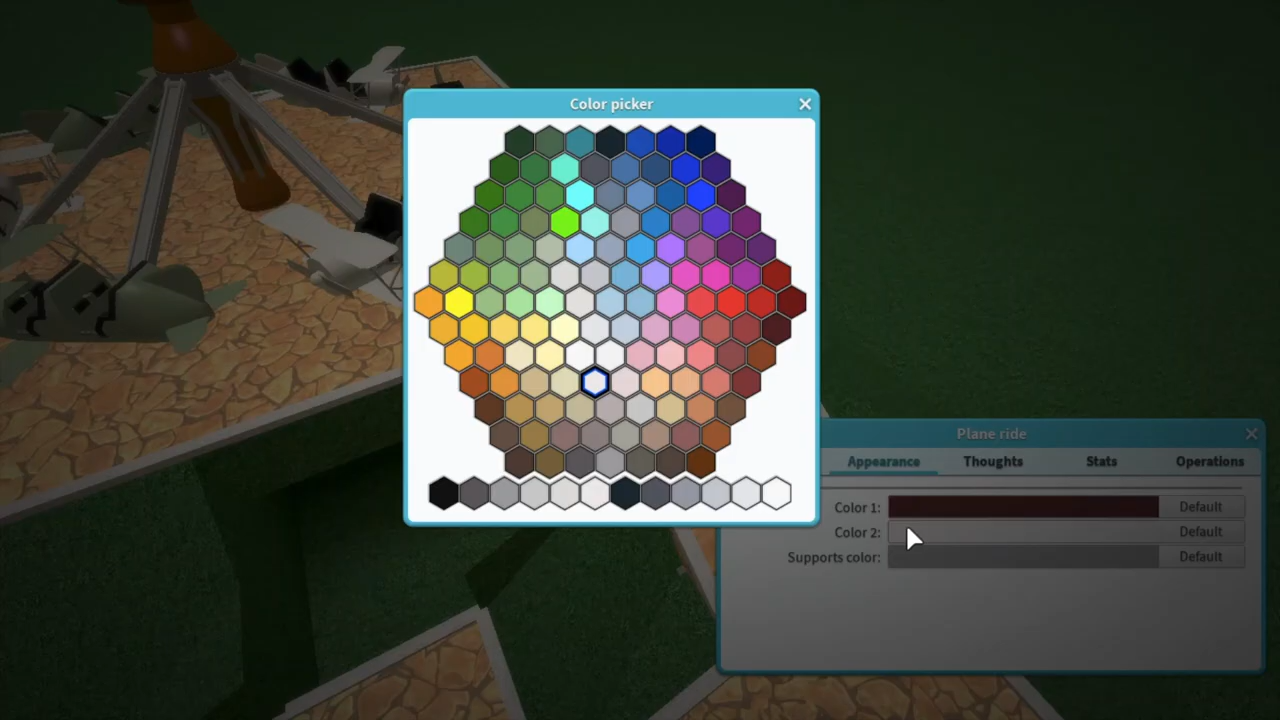 Color picker
Plane ride
Appearance Thoughts Stats Operations
Color 1: Default
Color 2: Default
Supports color: Default